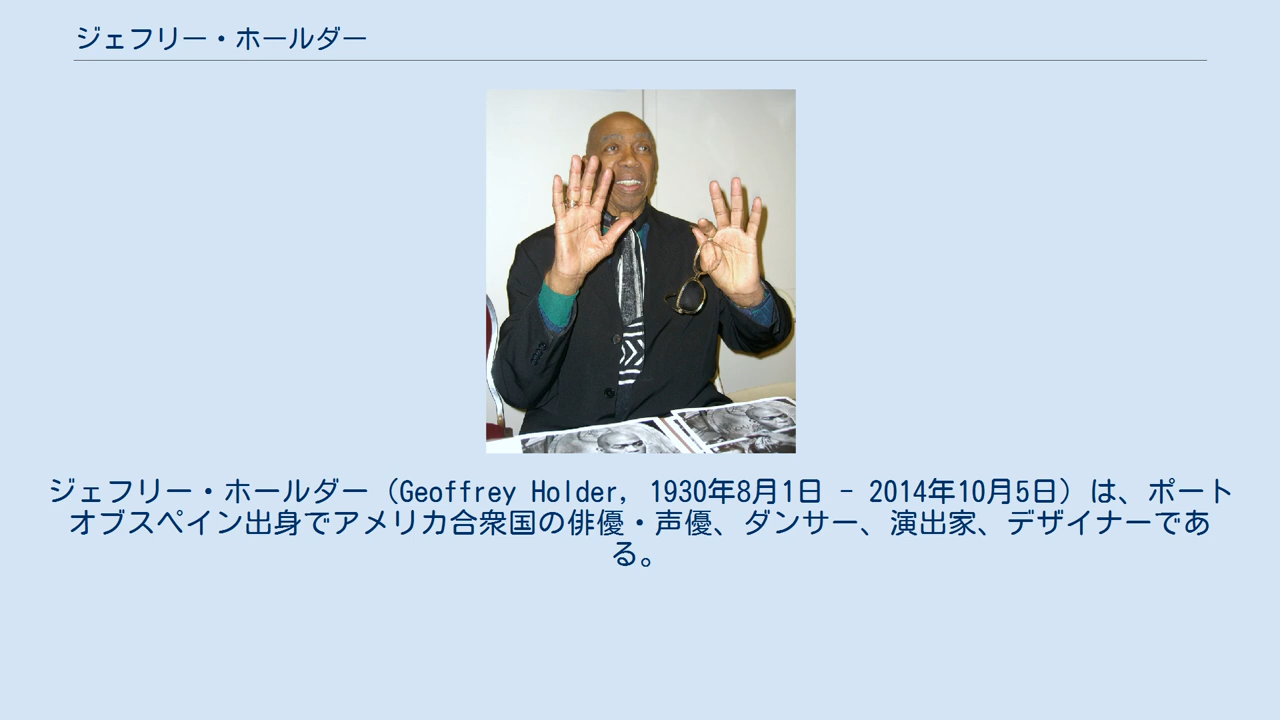 ジェフリー・ホールダー
ジェフリー・ホールダー（Geoffrey Holder, 1930年8月1日 - 2014年10月5日）は、ポート
オブスペイン出身でアメリカ合衆国の俳優・声優、ダンサー、演出家、デザイナーであ
る。